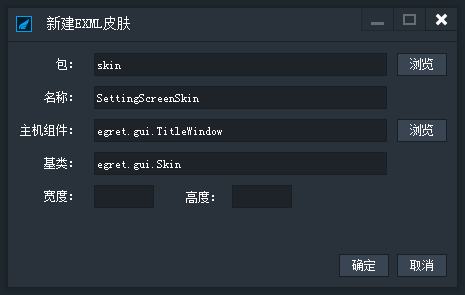 新建EXML皮肤
包： skin 浏览
名称： SettingScreenSkin
主机组件： egret.gui.TitleWindow 浏览
基类： egret.gui.Skin
宽度： 高度：
确定 取消